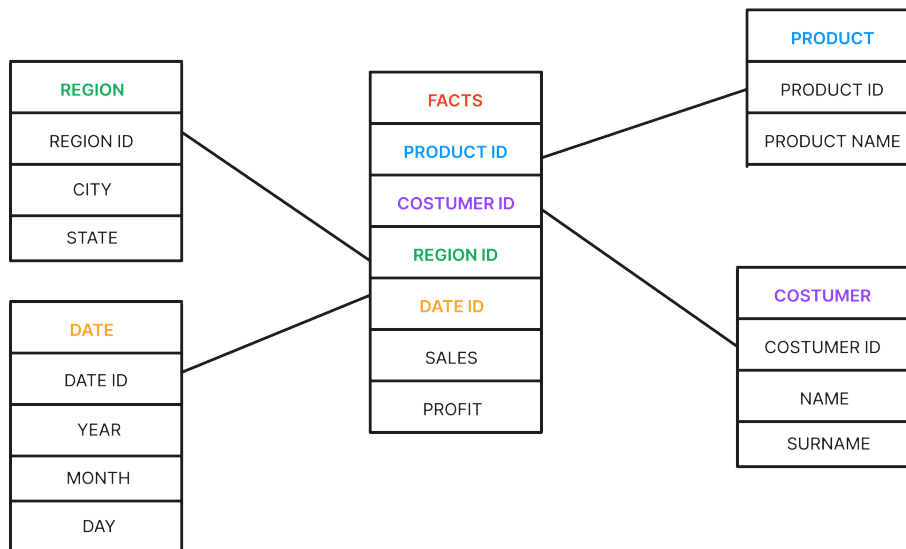 REGION
REGION ID
CITY
STATE
DATE
DATE ID
YEAR
MONTH
DAY
FACTS
PRODUCT ID
COSTUMER ID
REGION ID
DATE ID
SALES
PROFIT
PRODUCT
PRODUCT ID
PRODUCT NAME
COSTUMER
COSTUMER ID
NAME
SURNAME